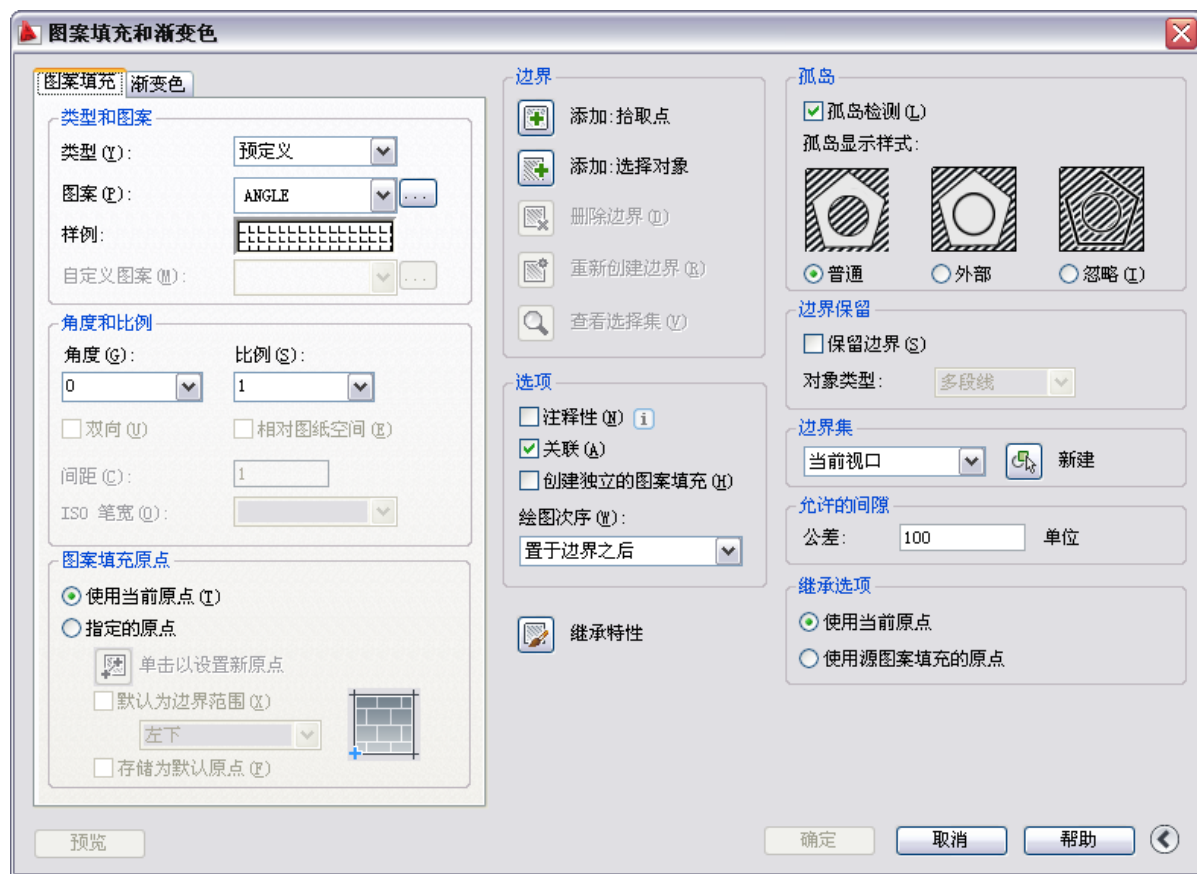 图案填充和渐变色
图案填充 渐变色
类型和图案
类型(Y): 预定义
图案(P): ANGLE ...
样例:
自定义图案(M): ...
角度和比例
角度(G): 比例(S):
0 1
双向(U) 相对图纸空间(E)
间距(C): 1
ISO 笔宽(O):
图案填充原点
使用当前原点(T)
指定的原点
单击以设置新原点
默认为边界范围(X)
左下
存储为默认原点(F)
预览
边界
添加:拾取点
添加:选择对象
删除边界(D)
重新创建边界(R)
查看选择集(V)
选项
注释性(N) i
关联(A)
创建独立的图案填充(H)
绘图次序(W):
置于边界之后
继承特性
孤岛
孤岛检测(L)
孤岛显示样式:
普通 外部 忽略(I)
边界保留
保留边界(S)
对象类型: 多段线
边界集
当前视口 新建
允许的间隙
公差: 100 单位
继承选项
使用当前原点
使用源图案填充的原点
确定 取消 帮助